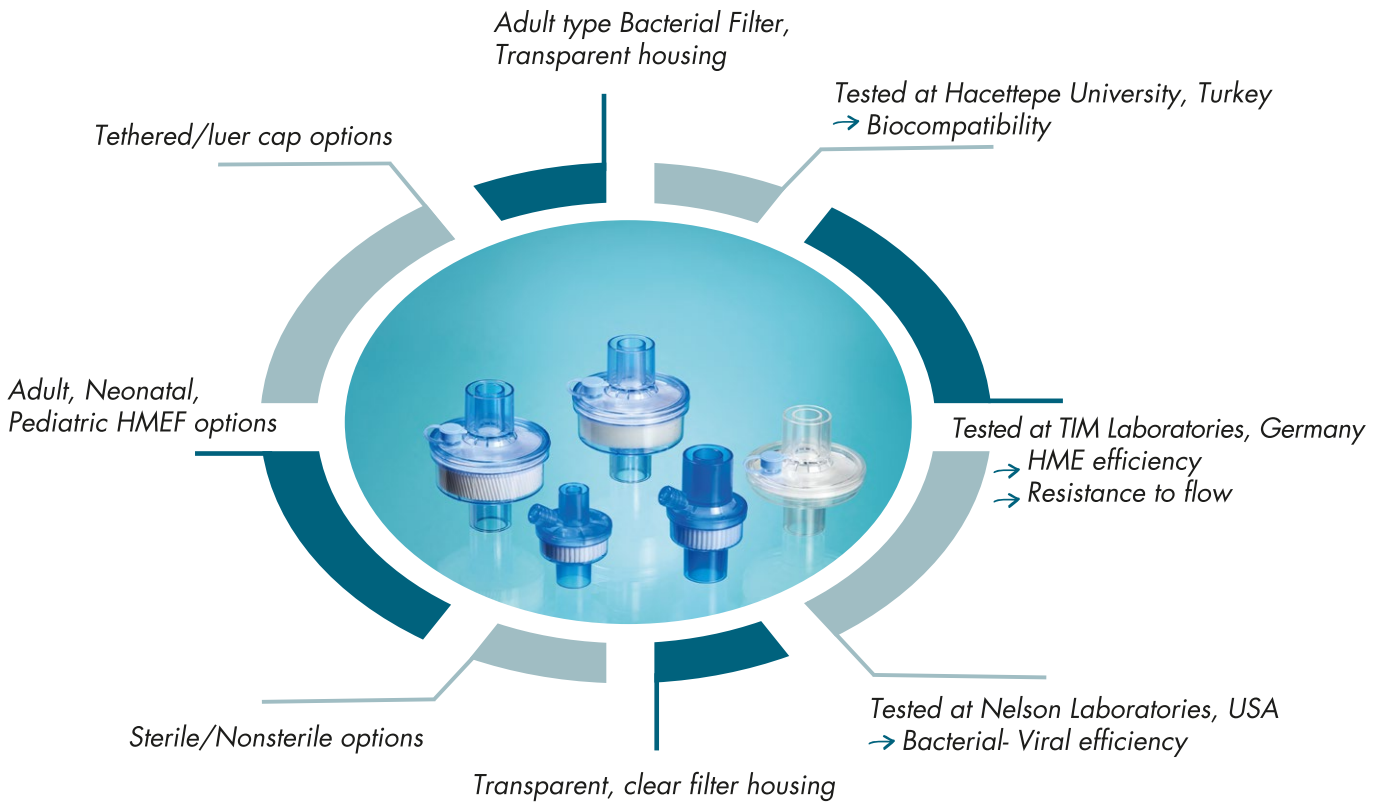 Adult type Bacterial Filter,
Transparent housing
Tested at Hacettepe University, Turkey
Biocompatibility
Tethered/luer cap options
Adult, Neonatal,
Pediatric HMEF options
Tested at TIM Laboratories, Germany
HME efficiency
Resistance to flow
Tested at Nelson Laboratories, USA
Bacterial- Viral efficiency
Sterile/Nonsterile options
Transparent, clear filter housing